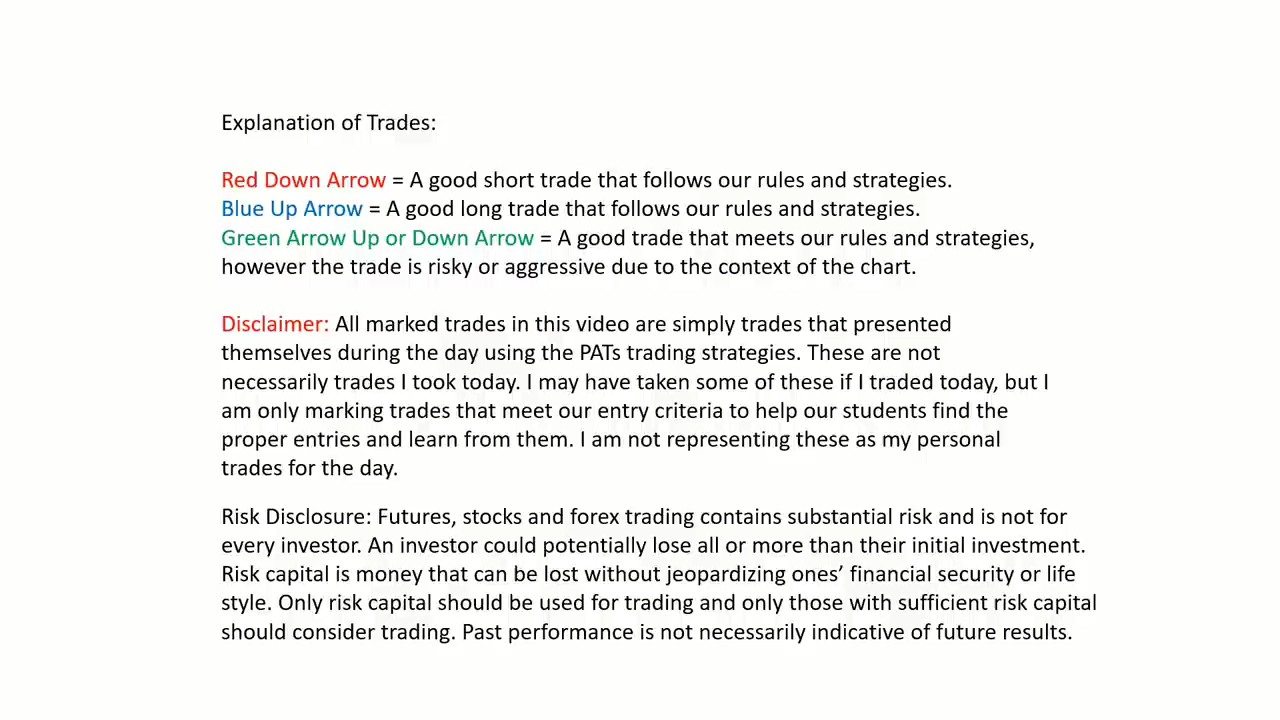 Explanation of Trades:
Red Down Arrow = A good short trade that follows our rules and strategies.
Blue Up Arrow = A good long trade that follows our rules and strategies.
Green Arrow Up or Down Arrow = A good trade that meets our rules and strategies,
however the trade is risky or aggressive due to the context of the chart.
Disclaimer: All marked trades in this video are simply trades that presented
themselves during the day using the PATs trading strategies. These are not
necessarily trades I took today. I may have taken some of these if I traded today, but I
am only marking trades that meet our entry criteria to help our students find the
proper entries and learn from them. I am not representing these as my personal
trades for the day.
Risk Disclosure: Futures, stocks and forex trading contains substantial risk and is not for
every investor. An investor could potentially lose all or more than their initial investment.
Risk capital is money that can be lost without jeopardizing ones’ financial security or life
style. Only risk capital should be used for trading and only those with sufficient risk capital
should consider trading. Past performance is not necessarily indicative of future results.